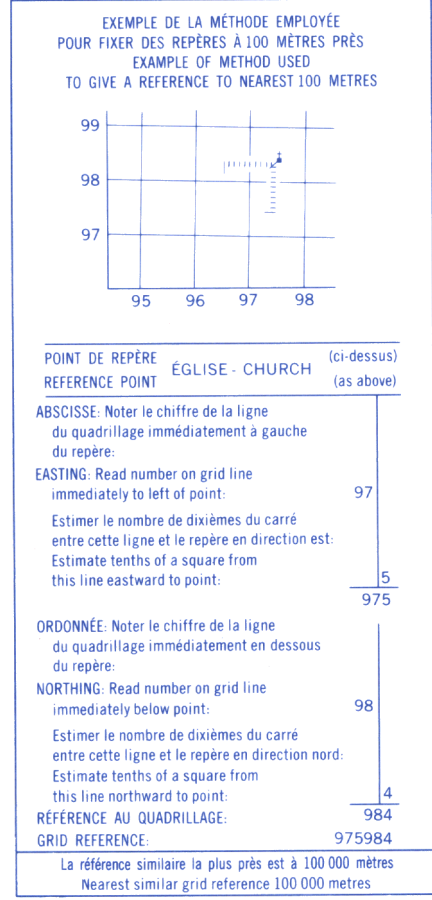 EXEMPLE DE LA MÉTHODE EMPLOYÉE
POUR FIXER DES REPÈRES À 100 MÈTRES PRÈS
EXAMPLE OF METHOD USED
TO GIVE A REFERENCE TO NEAREST 100 METRES
99
98
97
95 96 97 98
POINT DE REPÈRE
REFERENCE POINT
ÉGLISE - CHURCH
(ci-dessus)
(as above)
ABSCISSE: Noter le chiffre de la ligne
du quadrillage immédiatement à gauche
du repère:
EASTING: Read number on grid line
immediately to left of point: 97
Estimer le nombre de dixièmes du carré
entre cette ligne et le repère en direction est:
Estimate tenths of a square from
this line eastward to point: 5
975
ORDONNÉE: Noter le chiffre de la ligne
du quadrillage immédiatement en dessous
du repère:
NORTHING: Read number on grid line
immediately below point: 98
Estimer le nombre de dixièmes du carré
entre cette ligne et le repère en direction nord:
Estimate tenths of a square from
this line northward to point: 4
RÉFÉRENCE AU QUADRILLAGE: 984
GRID REFERENCE: 975984
La référence similaire la plus près est à 100 000 mètres
Nearest similar grid reference 100 000 metres